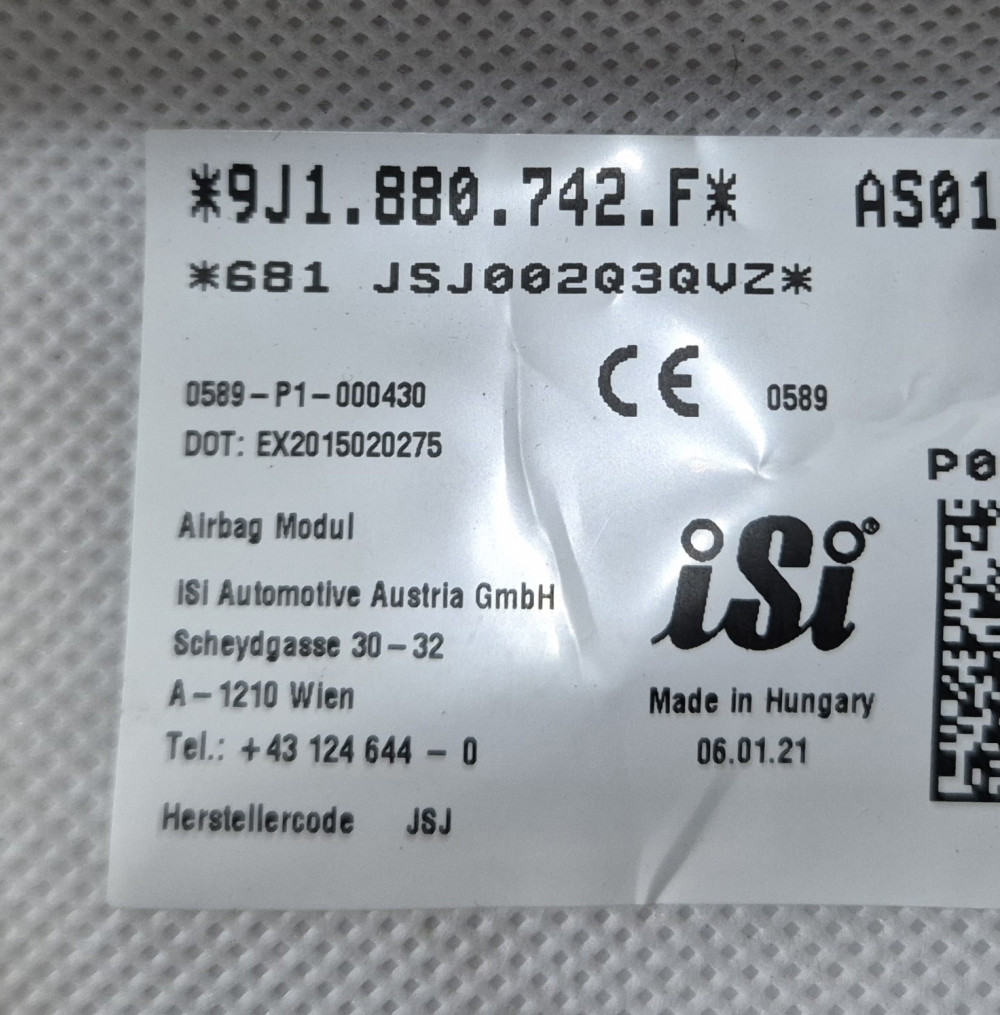 *9J1.880.742.F* AS01
*681 JSJ002Q3QVZ*
CE 0589
0589-P1-000430
DOT: EX2015020275
P0
Airbag Modul
iSi®
iSi Automotive Austria GmbH
Scheydgasse 30-32
A-1210 Wien
Made in Hungary
Tel.: +43 124 644 - 0
06.01.21
Herstellercode JSJ